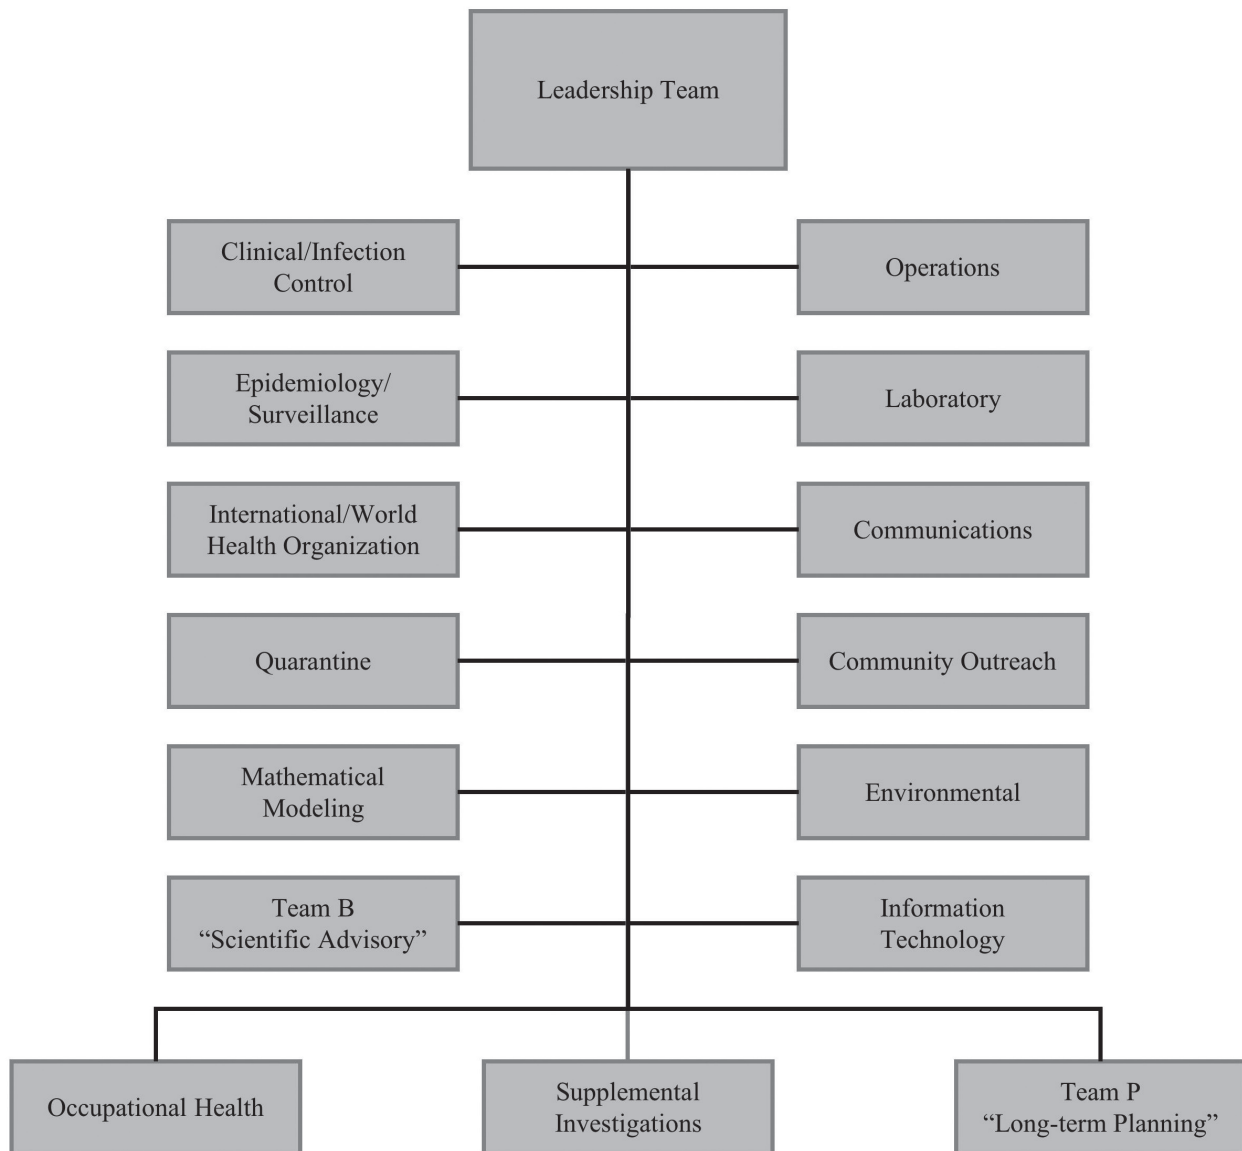 Leadership Team
Clinical/Infection
Control
Operations
Epidemiology/
Surveillance
Laboratory
International/World
Health Organization
Communications
Quarantine
Community Outreach
Mathematical
Modeling
Environmental
Team B
“Scientific Advisory”
Information
Technology
Occupational Health
Supplemental
Investigations
Team P
“Long-term Planning”